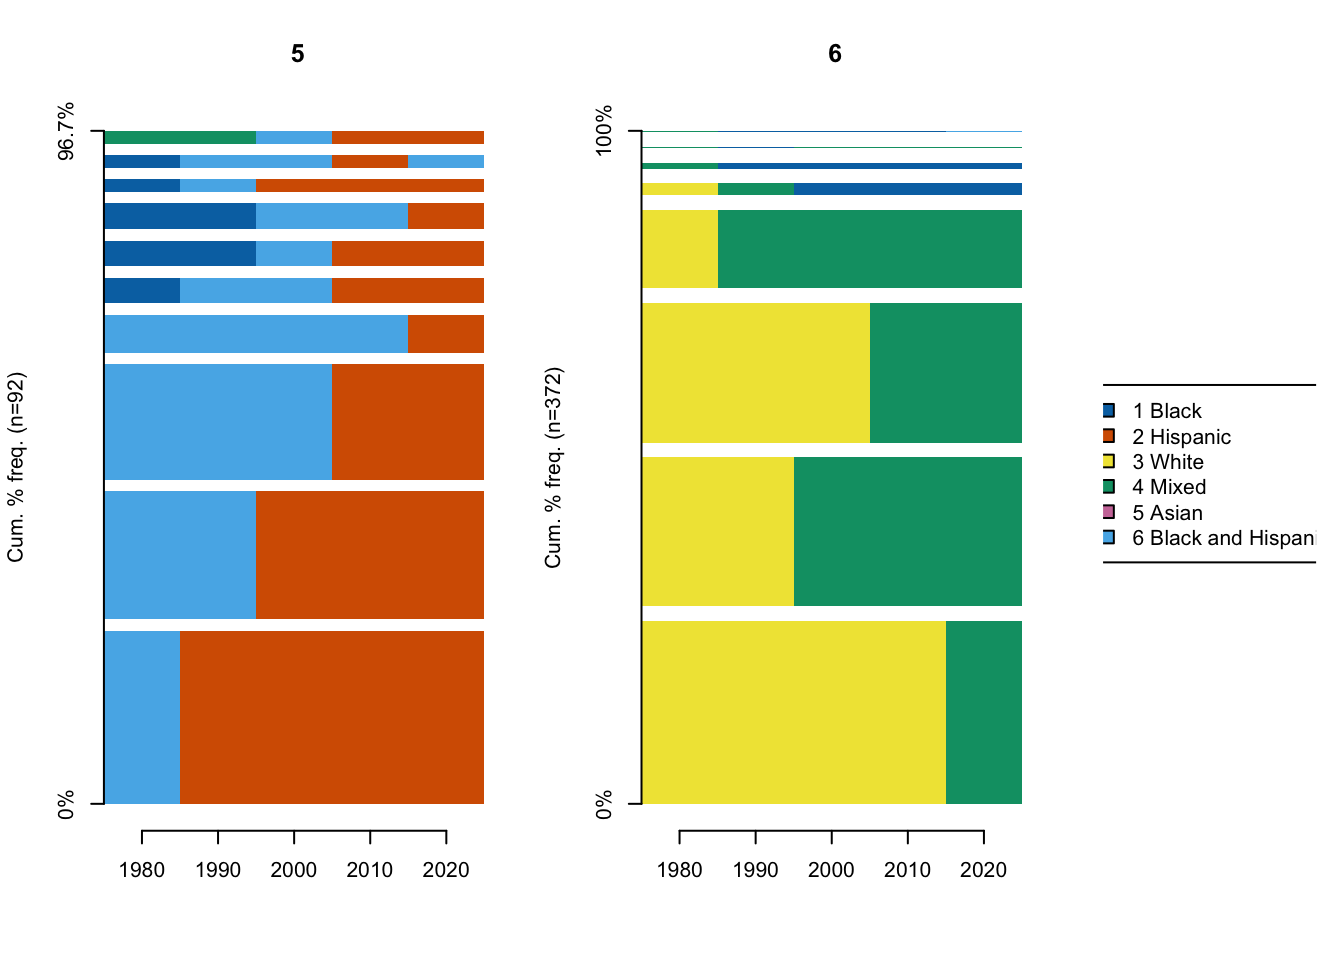 5
96.7%
0%
Cum. % freq. (n=92)
1980 1990 2000 2010 2020
6
100%
0%
Cum. % freq. (n=372)
1980 1990 2000 2010 2020
1 Black
2 Hispanic
3 White
4 Mixed
5 Asian
6 Black and Hispani